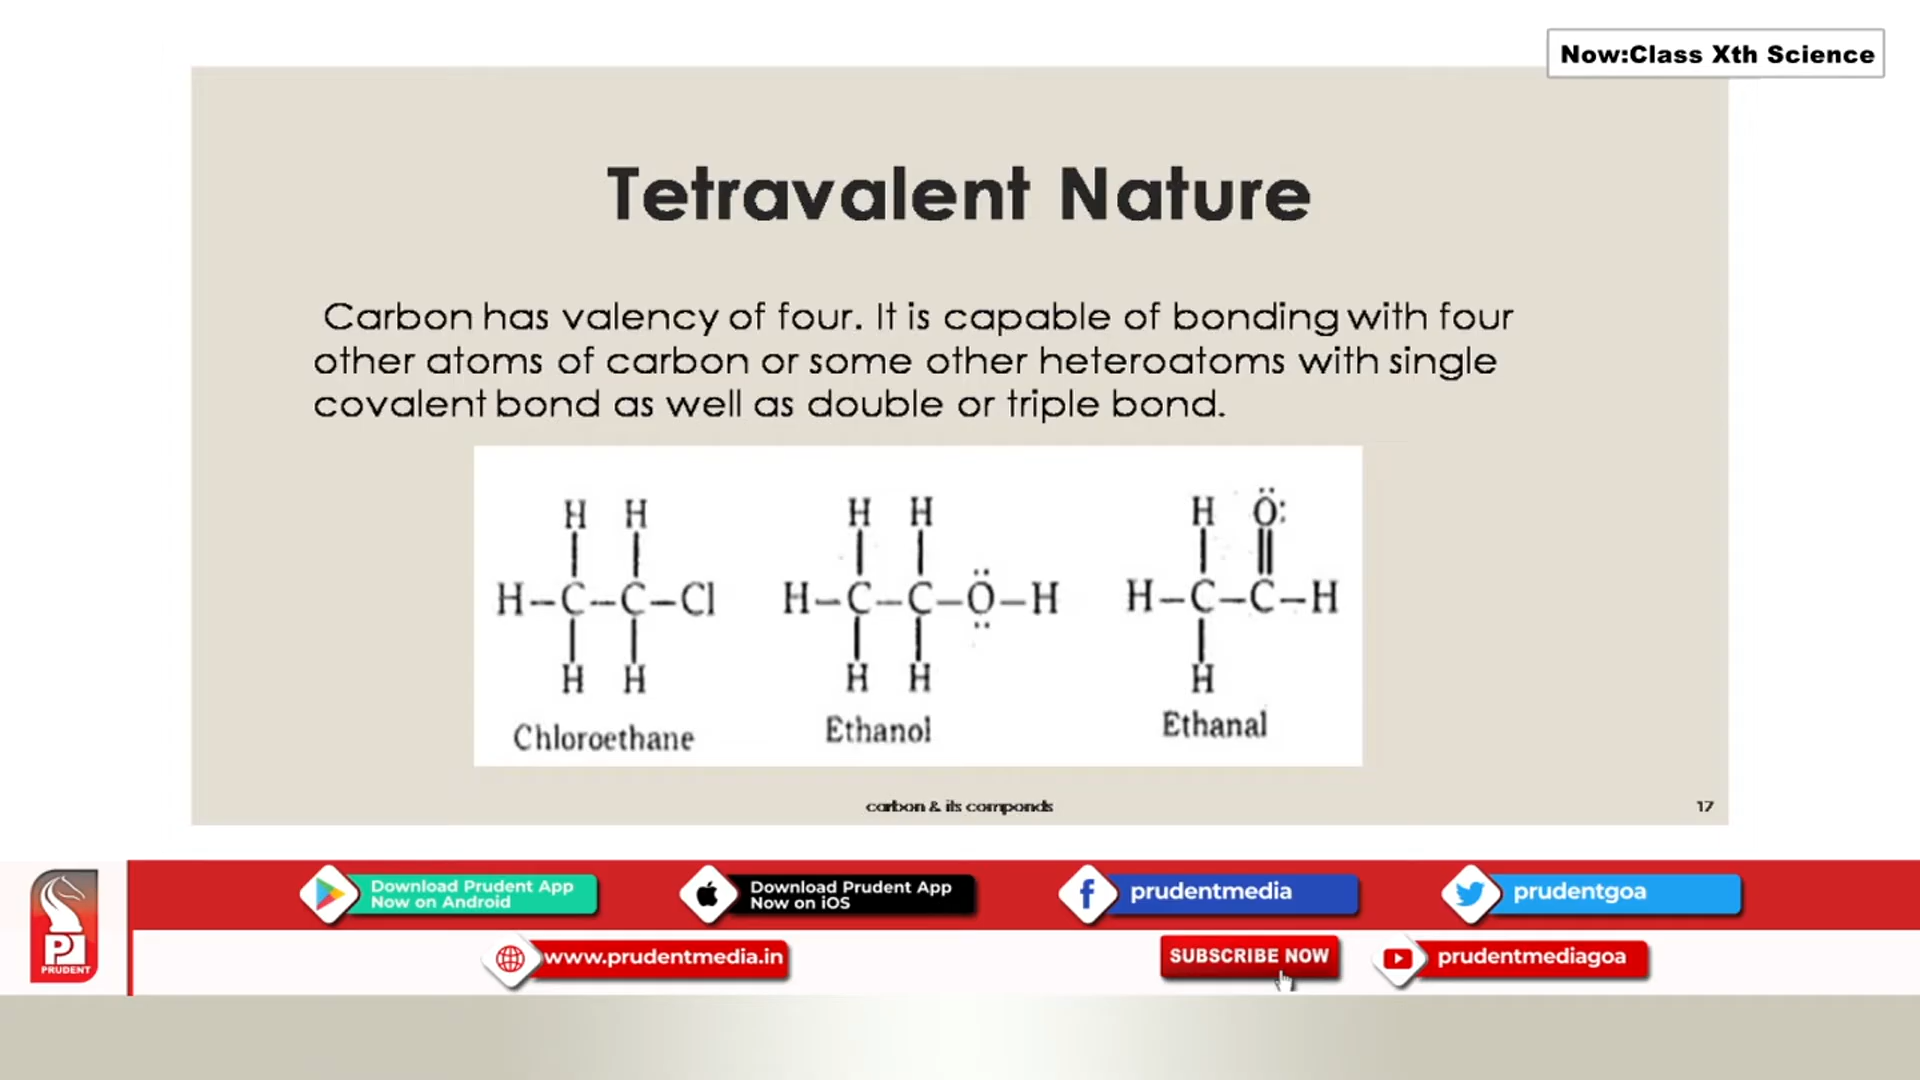 Now:Class Xth Science
Tetravalent Nature
Carbon has valency of four. It is capable of bonding with four
other atoms of carbon or some other heteroatoms with single
covalent bond as well as double or triple bond.
H H
H–C–C–Cl
H H
Chloroethane
H H
H–C–C–Ö–H
H H
Ethanol
H Ö:
H–C–C–H
H
Ethanal
carbon & its componds
17
Download Prudent App
Now on Android
Download Prudent App
Now on iOS
prudentmedia
prudentgoa
PRUDENT
www.prudentmedia.in
SUBSCRIBE NOW
prudentmediagoa